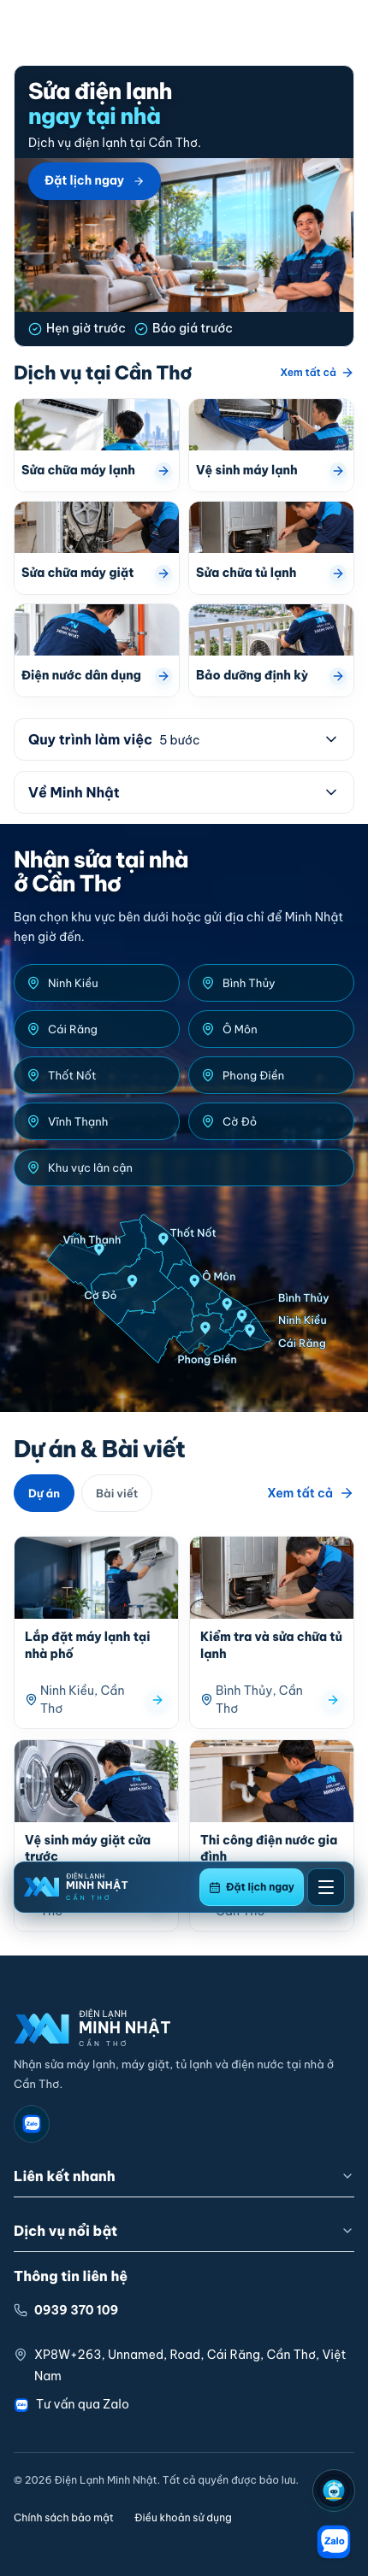 Sửa điện lạnh
ngay tại nhà
Dịch vụ điện lạnh tại Cần Thơ.
Đặt lịch ngay
Hẹn giờ trước
Báo giá trước
Dịch vụ tại Cần Thơ
Xem tất cả
Sửa chữa máy lạnh
Vệ sinh máy lạnh
Sửa chữa máy giặt
Sửa chữa tủ lạnh
Điện nước dân dụng
Bảo dưỡng định kỳ
Quy trình làm việc 5 bước
Về Minh Nhật
Nhận sửa tại nhà
ở Cần Thơ
Bạn chọn khu vực bên dưới hoặc gửi địa chỉ để Minh Nhật
hẹn giờ đến.
Ninh Kiều
Bình Thủy
Cái Răng
Ô Môn
Thốt Nốt
Phong Điền
Vĩnh Thạnh
Cờ Đỏ
Khu vực lân cận
Thốt Nốt
Vĩnh Thạnh
Ô Môn
Cờ Đỏ
Bình Thủy
Ninh Kiều
Cái Răng
Phong Điền
Dự án & Bài viết
Dự án
Bài viết
Xem tất cả
Lắp đặt máy lạnh tại
nhà phố
Ninh Kiều, Cần
Thơ
Kiểm tra và sửa chữa tủ
lạnh
Bình Thủy, Cần
Thơ
Vệ sinh máy giặt cửa
trước
Thi công điện nước gia
đình
ĐIỆN LẠNH
MINH NHẬT
CẦN THƠ
Đặt lịch ngay
ĐIỆN LẠNH
MINH NHẬT
CẦN THƠ
Nhận sửa máy lạnh, máy giặt, tủ lạnh và điện nước tại nhà ở
Cần Thơ.
Zalo
Liên kết nhanh
Dịch vụ nổi bật
Thông tin liên hệ
0939 370 109
XP8W+263, Unnamed, Road, Cái Răng, Cần Thơ, Việt
Nam
Tư vấn qua Zalo
© 2026 Điện Lạnh Minh Nhật. Tất cả quyền được bảo lưu.
Chính sách bảo mật
Điều khoản sử dụng
Zalo